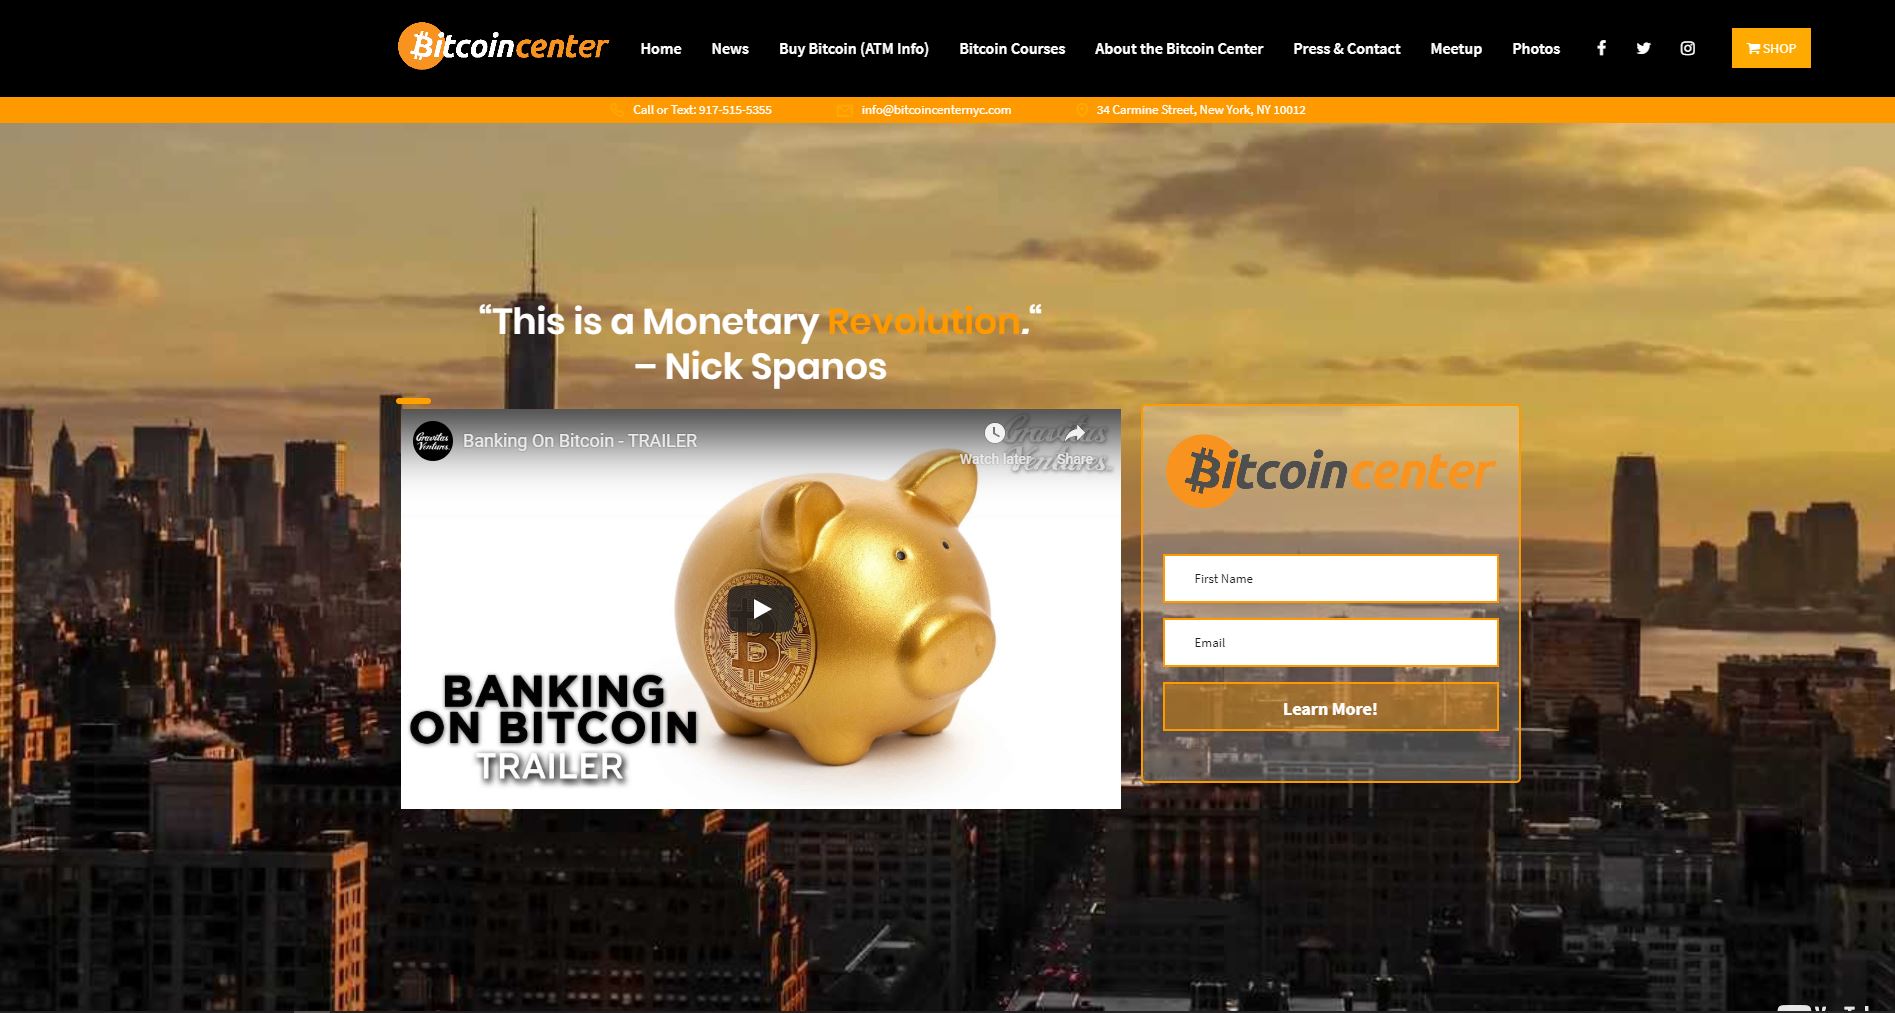 Bitcoincenter Home News Buy Bitcoin (ATM Info) Bitcoin Courses About the Bitcoin Center Press & Contact Meetup Photos SHOP
Call or Text: 917-515-5355 info@bitcoincenternyc.com 34 Carmine Street, New York, NY 10012
“This is a Monetary Revolution.“
– Nick Spanos
Gravitas Ventures. Banking On Bitcoin - TRAILER
Gravitas Ventures.
Watch later Share
BANKING
ON BITCOIN
TRAILER
Bitcoincenter
First Name
Email
Learn More!